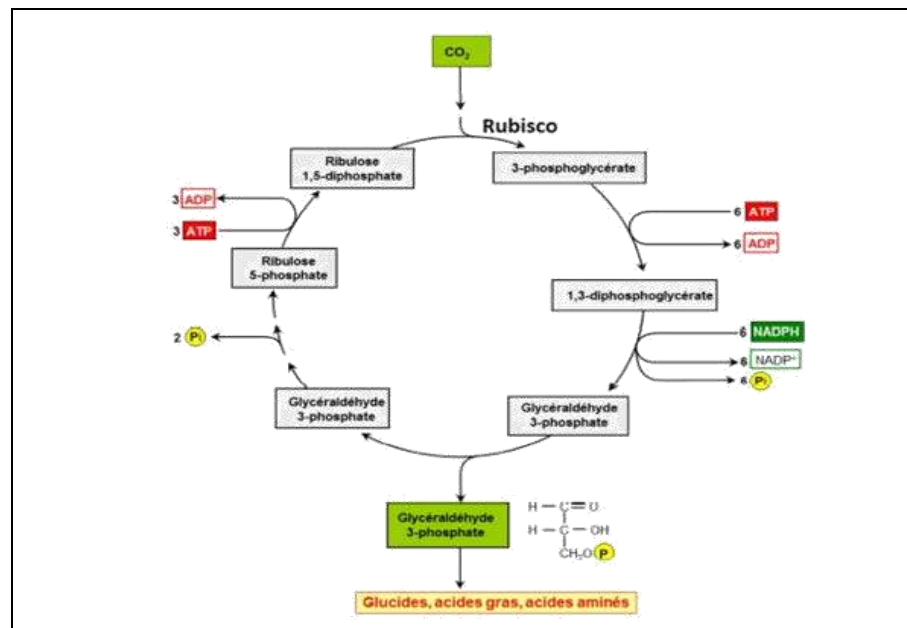 CO₂
Rubisco
Ribulose
1,5-diphosphate
3-phosphoglycérate
3 ADP
3 ATP
6 ATP
6 ADP
Ribulose
5-phosphate
1,3-diphosphoglycérate
6 NADPH
6 NADP⁺
6 Pi
2 Pi
Glycéraldéhyde
3-phosphate
Glycéraldéhyde
3-phosphate
Glycéraldéhyde
3-phosphate
H – C = O
H – C – OH
CH₂O P
Glucides, acides gras, acides aminés